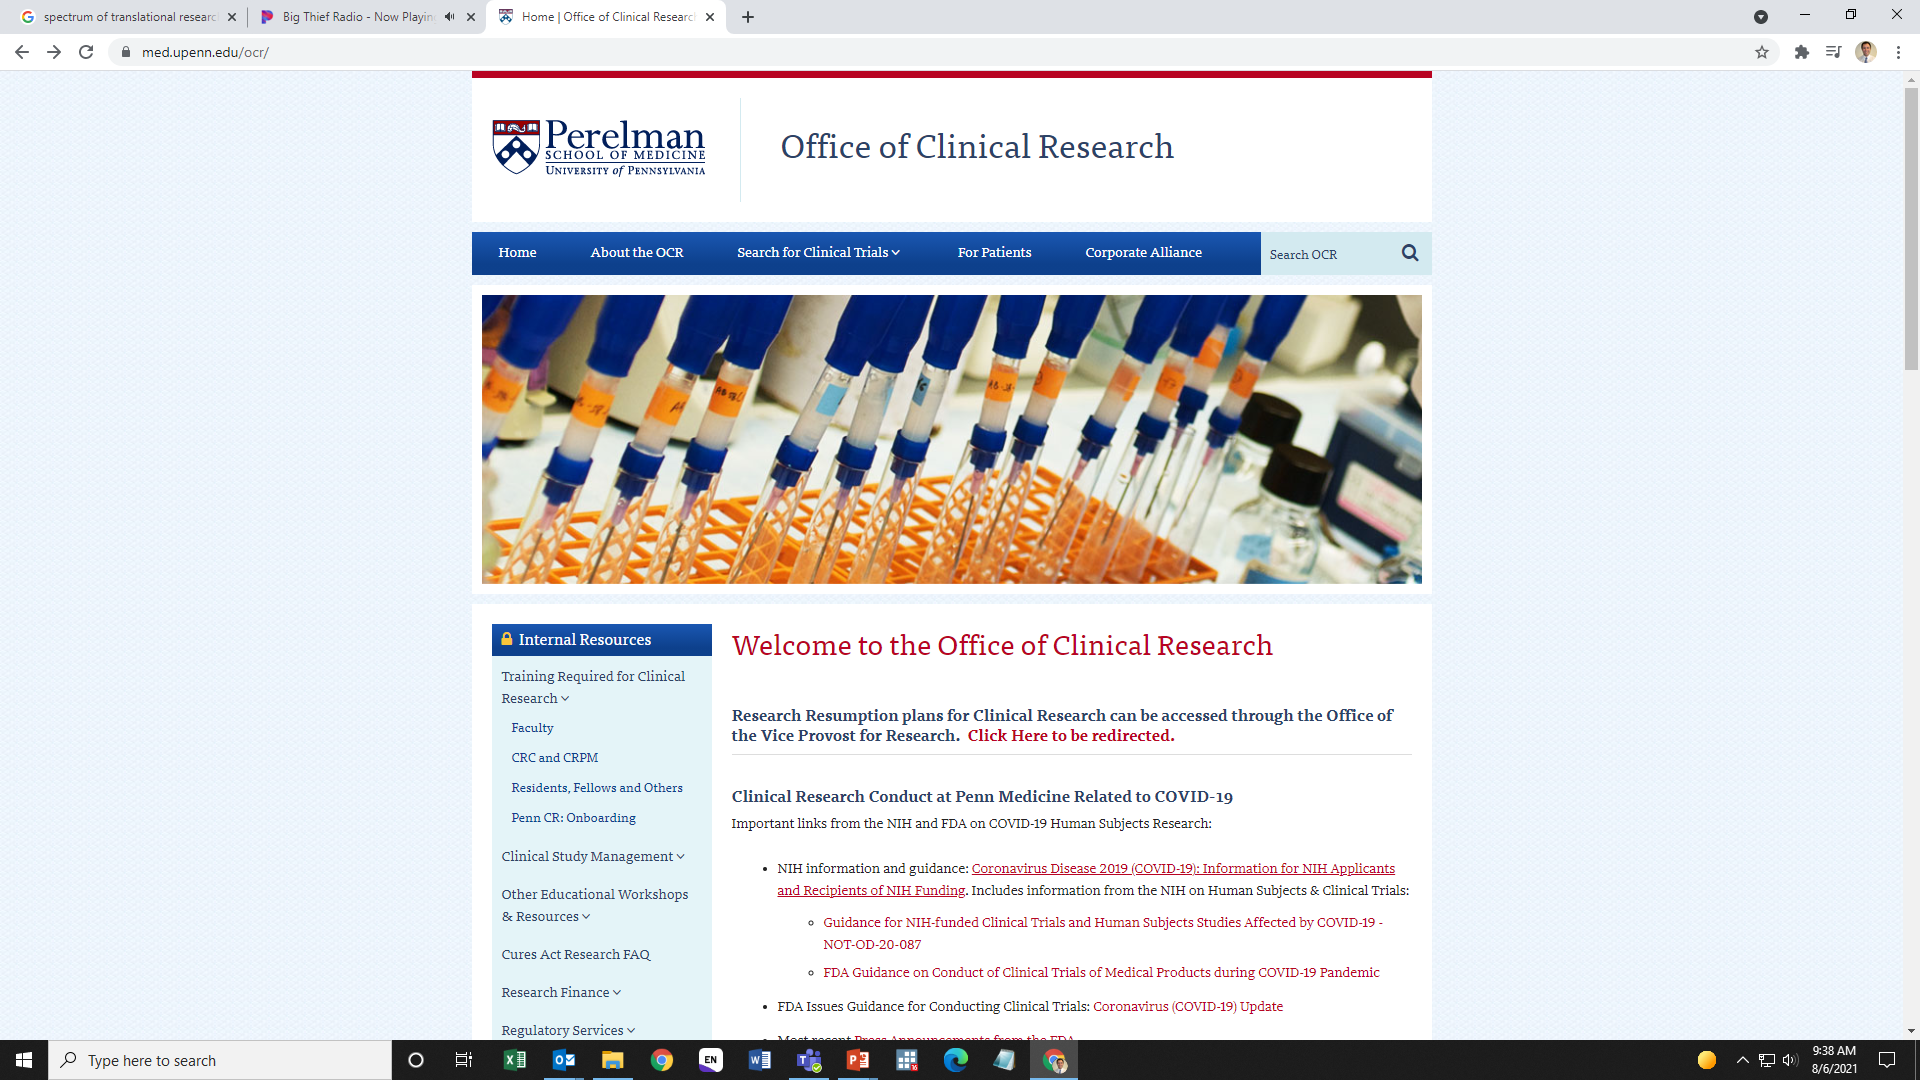 spectrum of translational researc
Big Thief Radio - Now Playin
Home | Office of Clinical Researc
med.upenn.edu/ocr/
Perelman
SCHOOL OF MEDICINE
UNIVERSITY of PENNSYLVANIA
Office of Clinical Research
Home
About the OCR
Search for Clinical Trials
For Patients
Corporate Alliance
Search OCR
Internal Resources
Training Required for Clinical
Research
Faculty
CRC and CRPM
Residents, Fellows and Others
Penn CR: Onboarding
Clinical Study Management
Other Educational Workshops
& Resources
Cures Act Research FAQ
Research Finance
Regulatory Services
Welcome to the Office of Clinical Research
Research Resumption plans for Clinical Research can be accessed through the Office of
the Vice Provost for Research. Click Here to be redirected.
Clinical Research Conduct at Penn Medicine Related to COVID-19
Important links from the NIH and FDA on COVID-19 Human Subjects Research:
• NIH information and guidance: Coronavirus Disease 2019 (COVID-19): Information for NIH Applicants
and Recipients of NIH Funding. Includes information from the NIH on Human Subjects & Clinical Trials:
◦ Guidance for NIH-funded Clinical Trials and Human Subjects Studies Affected by COVID-19 -
NOT-OD-20-087
◦ FDA Guidance on Conduct of Clinical Trials of Medical Products during COVID-19 Pandemic
• FDA Issues Guidance for Conducting Clinical Trials: Coronavirus (COVID-19) Update
• Most recent Press Announcements from the FDA
Type here to search
EN
9:38 AM
8/6/2021